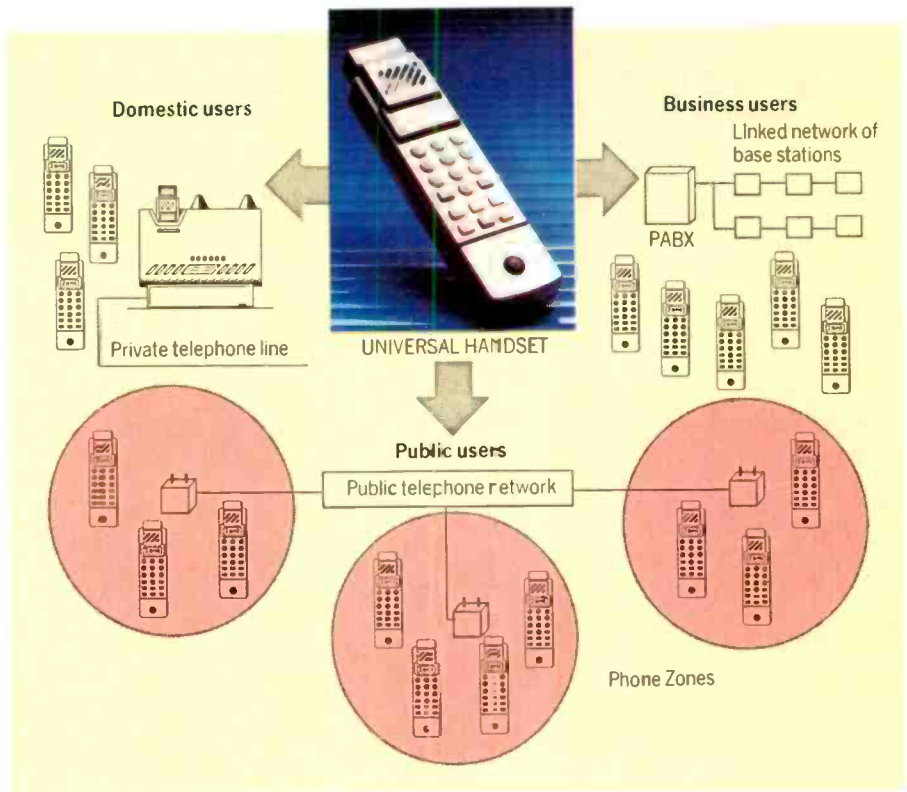 Domestic users
Business users
Linked network of
base stations
PABX
Private telephone line
UNIVERSAL HANDSET
Public users
Public telephone network
Phone Zones